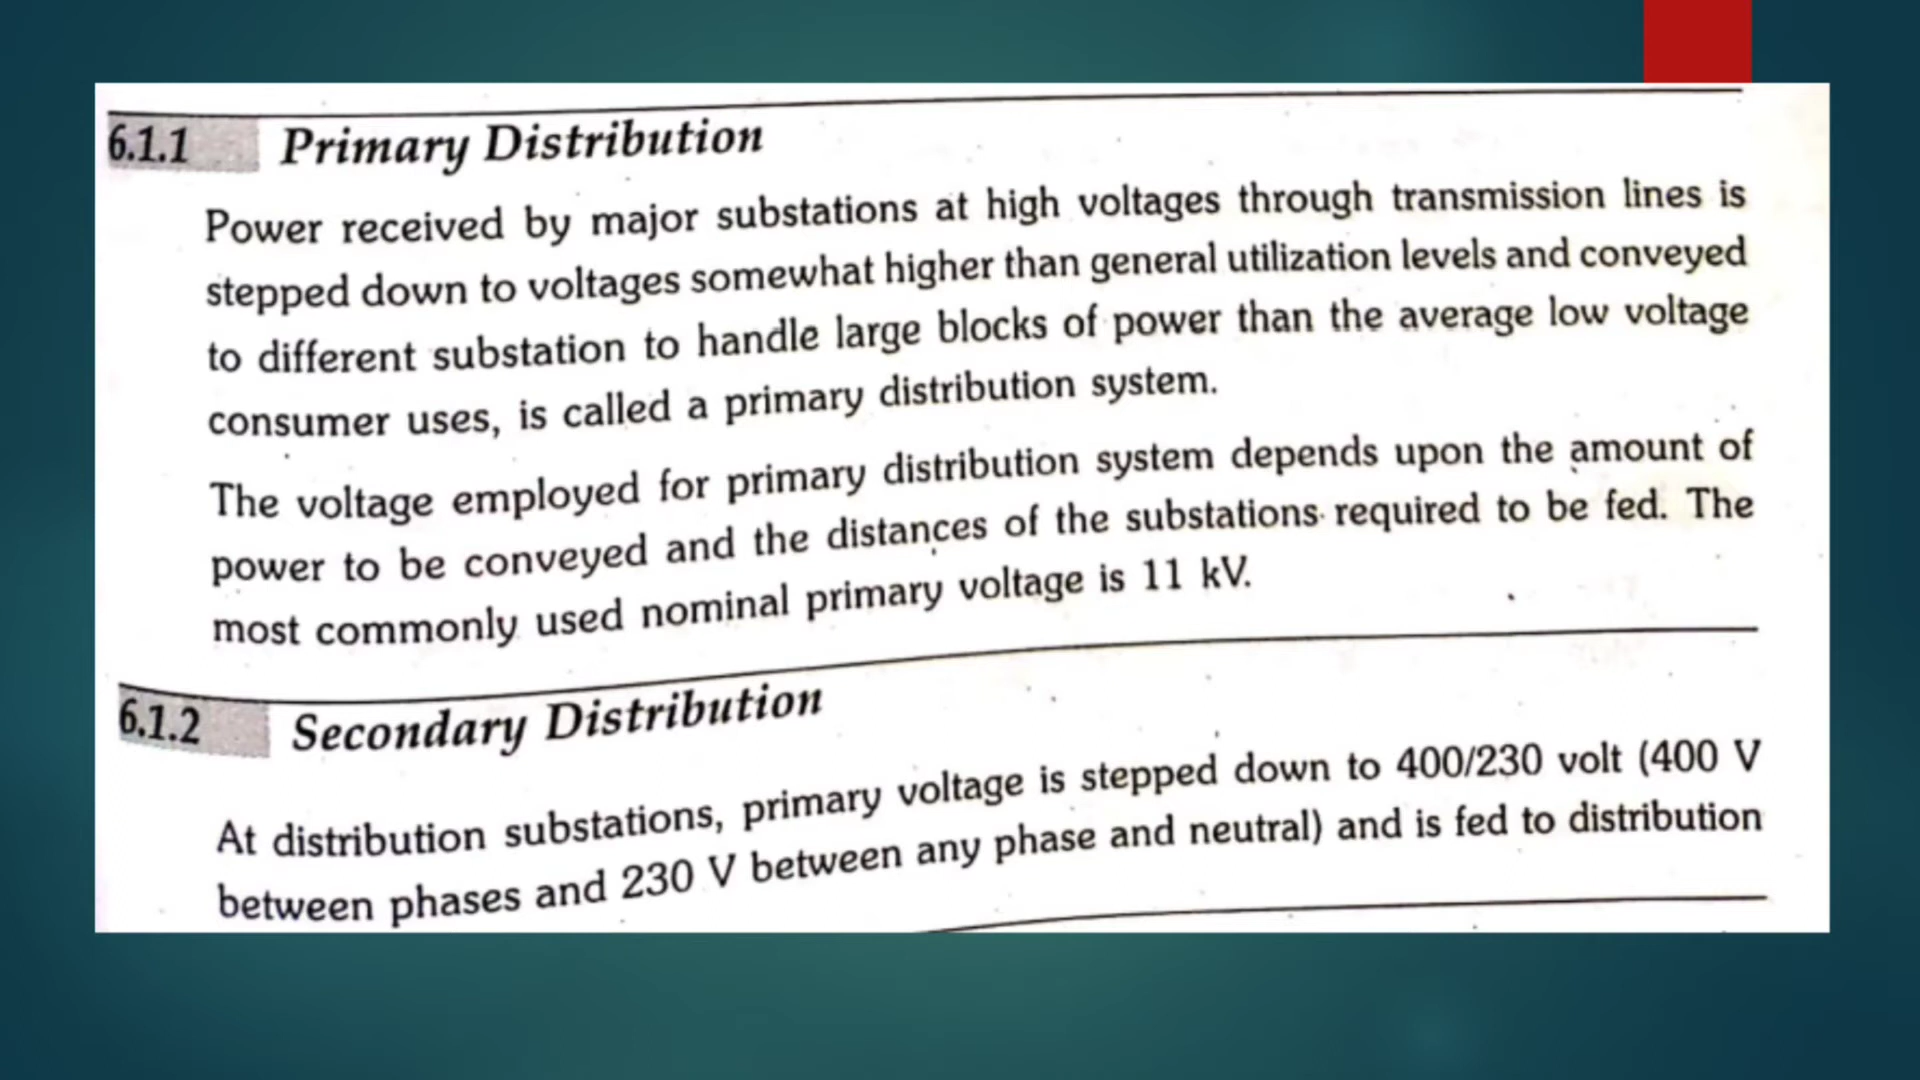 6.1.1 Primary Distribution
Power received by major substations at high voltages through transmission lines is
stepped down to voltages somewhat higher than general utilization levels and conveyed
to different substation to handle large blocks of power than the average low voltage
consumer uses, is called a primary distribution system.
The voltage employed for primary distribution system depends upon the amount of
power to be conveyed and the distances of the substations required to be fed. The
most commonly used nominal primary voltage is 11 kV.
6.1.2 Secondary Distribution
At distribution substations, primary voltage is stepped down to 400/230 volt (400 V
between phases and 230 V between any phase and neutral) and is fed to distribution